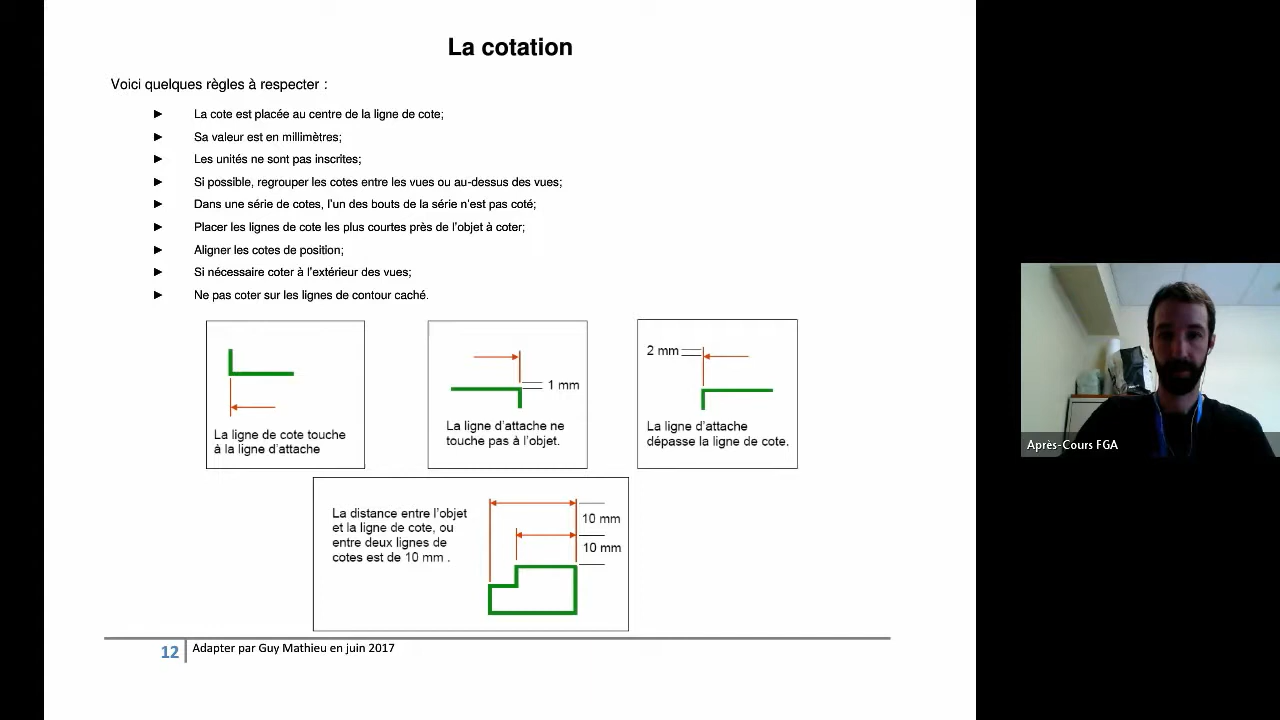 La cotation
Voici quelques règles à respecter :
► La cote est placée au centre de la ligne de cote;
► Sa valeur est en millimètres;
► Les unités ne sont pas inscrites;
► Si possible, regrouper les cotes entre les vues ou au-dessus des vues;
► Dans une série de cotes, l'un des bouts de la série n'est pas coté;
► Placer les lignes de cote les plus courtes près de l'objet à coter;
► Aligner les cotes de position;
► Si nécessaire coter à l'extérieur des vues;
► Ne pas coter sur les lignes de contour caché.
La ligne de cote touche
à la ligne d'attache
1 mm
La ligne d'attache ne
touche pas à l'objet.
2 mm
La ligne d'attache
dépasse la ligne de cote.
La distance entre l'objet
et la ligne de cote, ou
entre deux lignes de
cotes est de 10 mm .
10 mm
10 mm
12
Adapter par Guy Mathieu en juin 2017
Après-Cours FGA